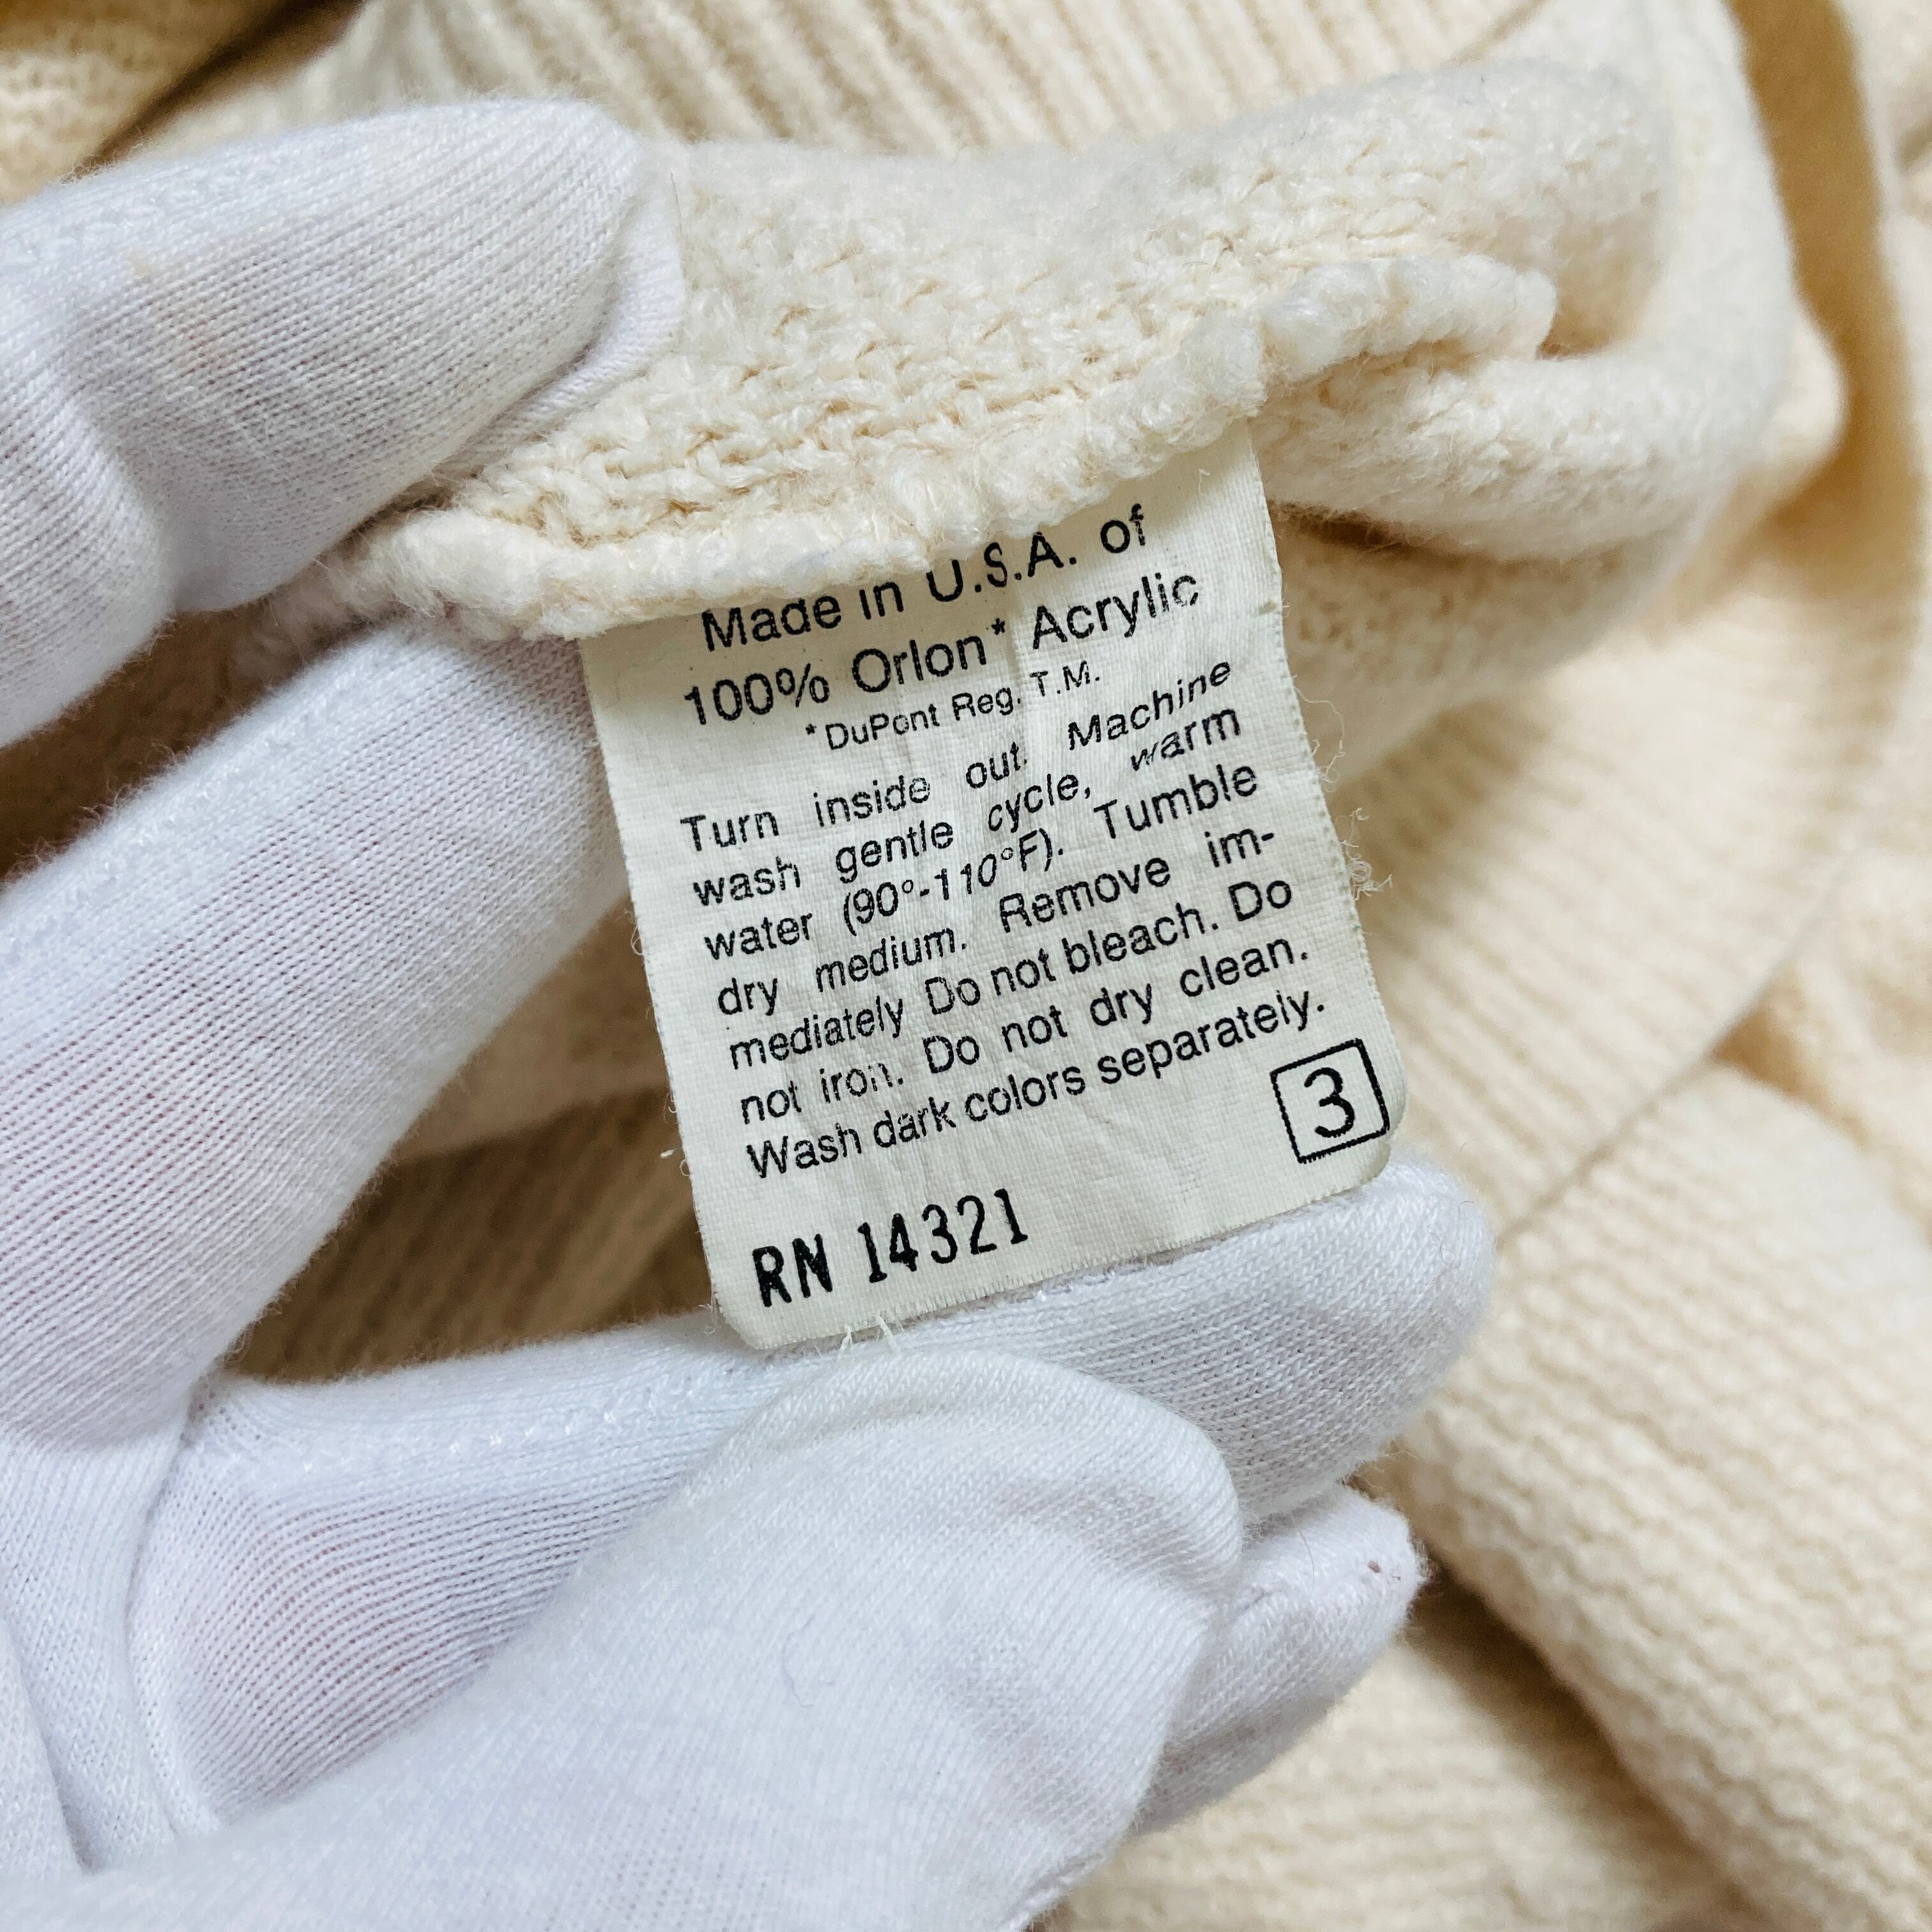 Made in U.S.A. of
100% Orlon* Acrylic
*DuPont Reg. T.M.
Turn inside out. Machine
wash gentle cycle, warm
water (90°-110°F). Tumble
dry medium. Remove im-
mediately Do not bleach. Do
not iron. Do not dry clean.
Wash dark colors separately.
3
RN 14321